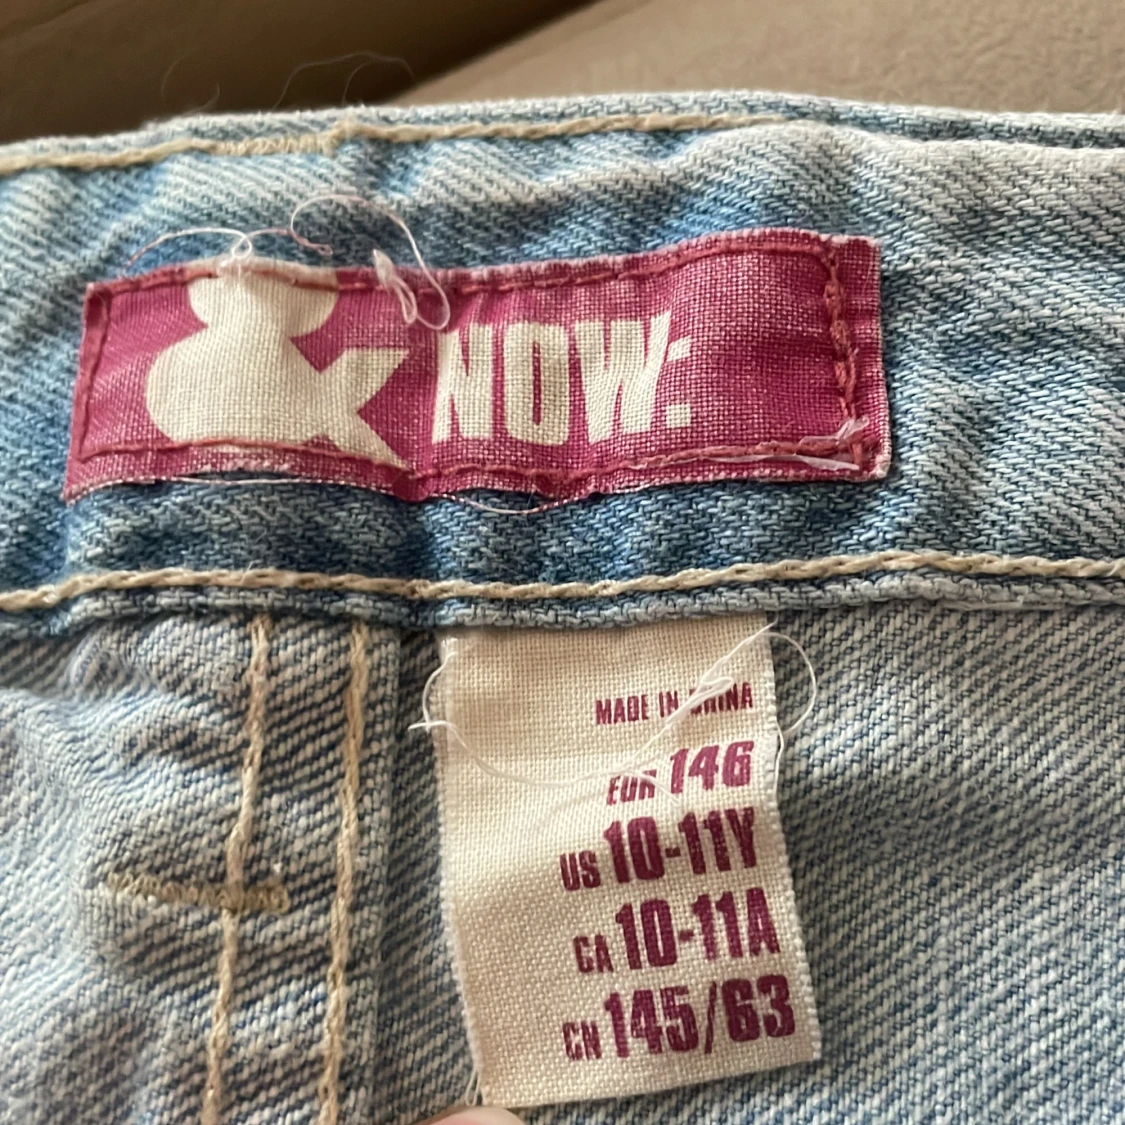 & NOW:
MADE IN CHINA
EUR 146
US 10-11Y
CA 10-11A
CN 145/63